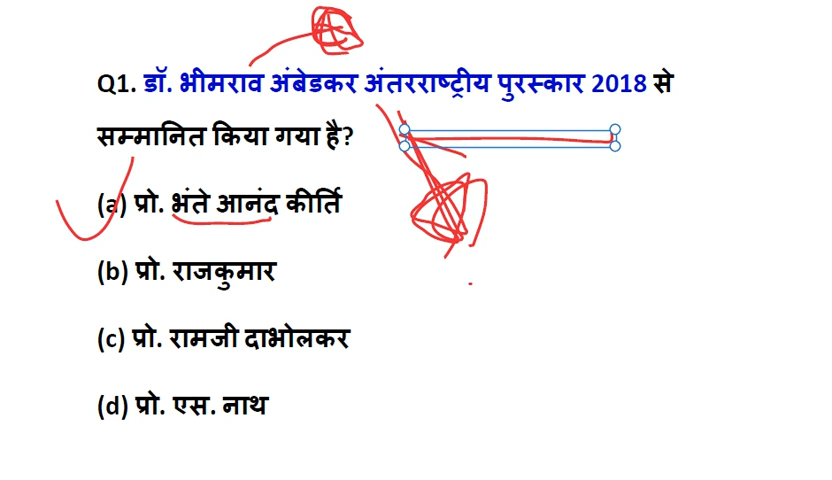 Q1. डॉ. भीमराव अंबेडकर अंतरराष्ट्रीय पुरस्कार 2018 से
सम्मानित किया गया है?
(a) प्रो. भंते आनंद कीर्ति
(b) प्रो. राजकुमार
(c) प्रो. रामजी दाभोलकर
(d) प्रो. एस. नाथ